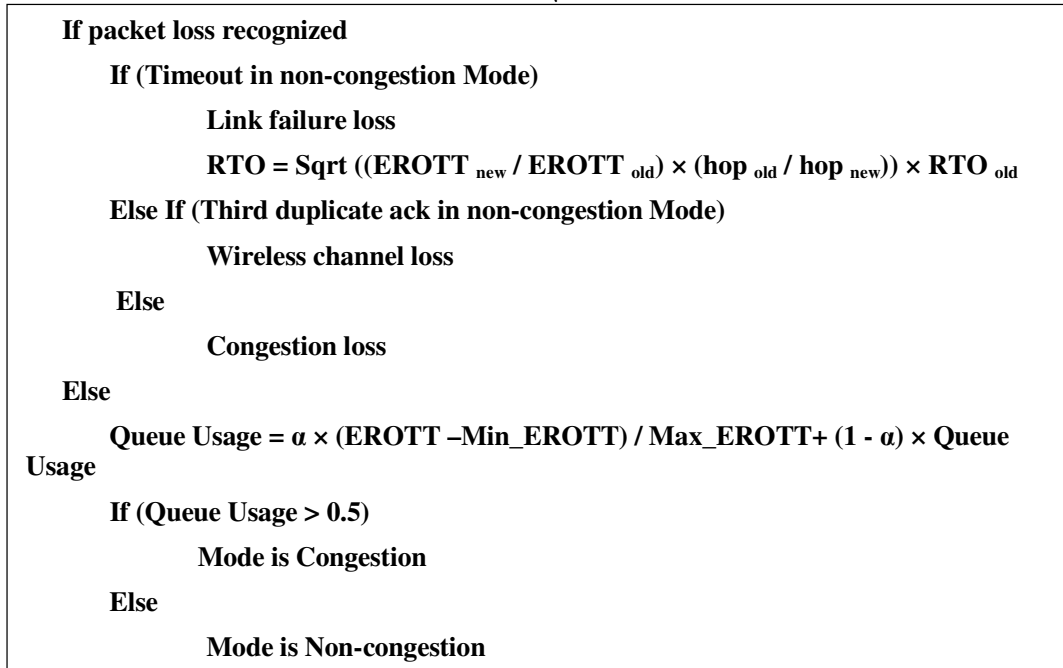 If packet loss recognized
If (Timeout in non-congestion Mode)
Link failure loss
RTO = Sqrt ((EROTT new / EROTT old) × (hop old / hop new)) × RTO old
Else If (Third duplicate ack in non-congestion Mode)
Wireless channel loss
Else
Congestion loss
Else
Queue Usage = α × (EROTT –Min_EROTT) / Max_EROTT+ (1 - α) × Queue
Usage
If (Queue Usage > 0.5)
Mode is Congestion
Else
Mode is Non-congestion